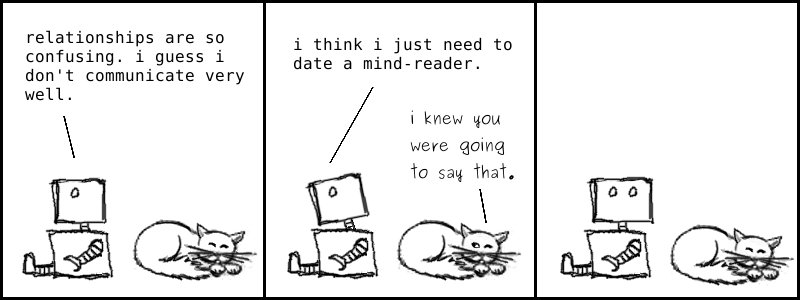 relationships are so
confusing. i guess i
don't communicate very
well.
i think i just need to
date a mind-reader.
i knew you
were going
to say that.